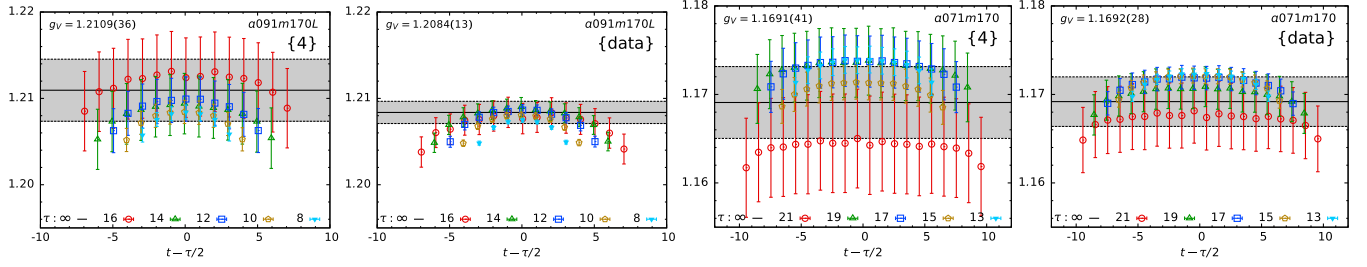 g_V = 1.2109(36) a091m170L
{4}
1.22
1.21
1.20
τ : ∞ 16 14 12 10 8
-10 -5 0 5 10
t − τ/2
g_V = 1.2084(13) a091m170L
{data}
1.22
1.21
1.20
τ : ∞ 16 14 12 10 8
-10 -5 0 5 10
t − τ/2
g_V = 1.1691(41) a071m170
{4}
1.18
1.17
1.16
τ : ∞ 21 19 17 15 13
-10 -5 0 5 10
t − τ/2
g_V = 1.1692(28) a071m170
{data}
1.18
1.17
1.16
τ : ∞ 21 19 17 15 13
-10 -5 0 5 10
t − τ/2